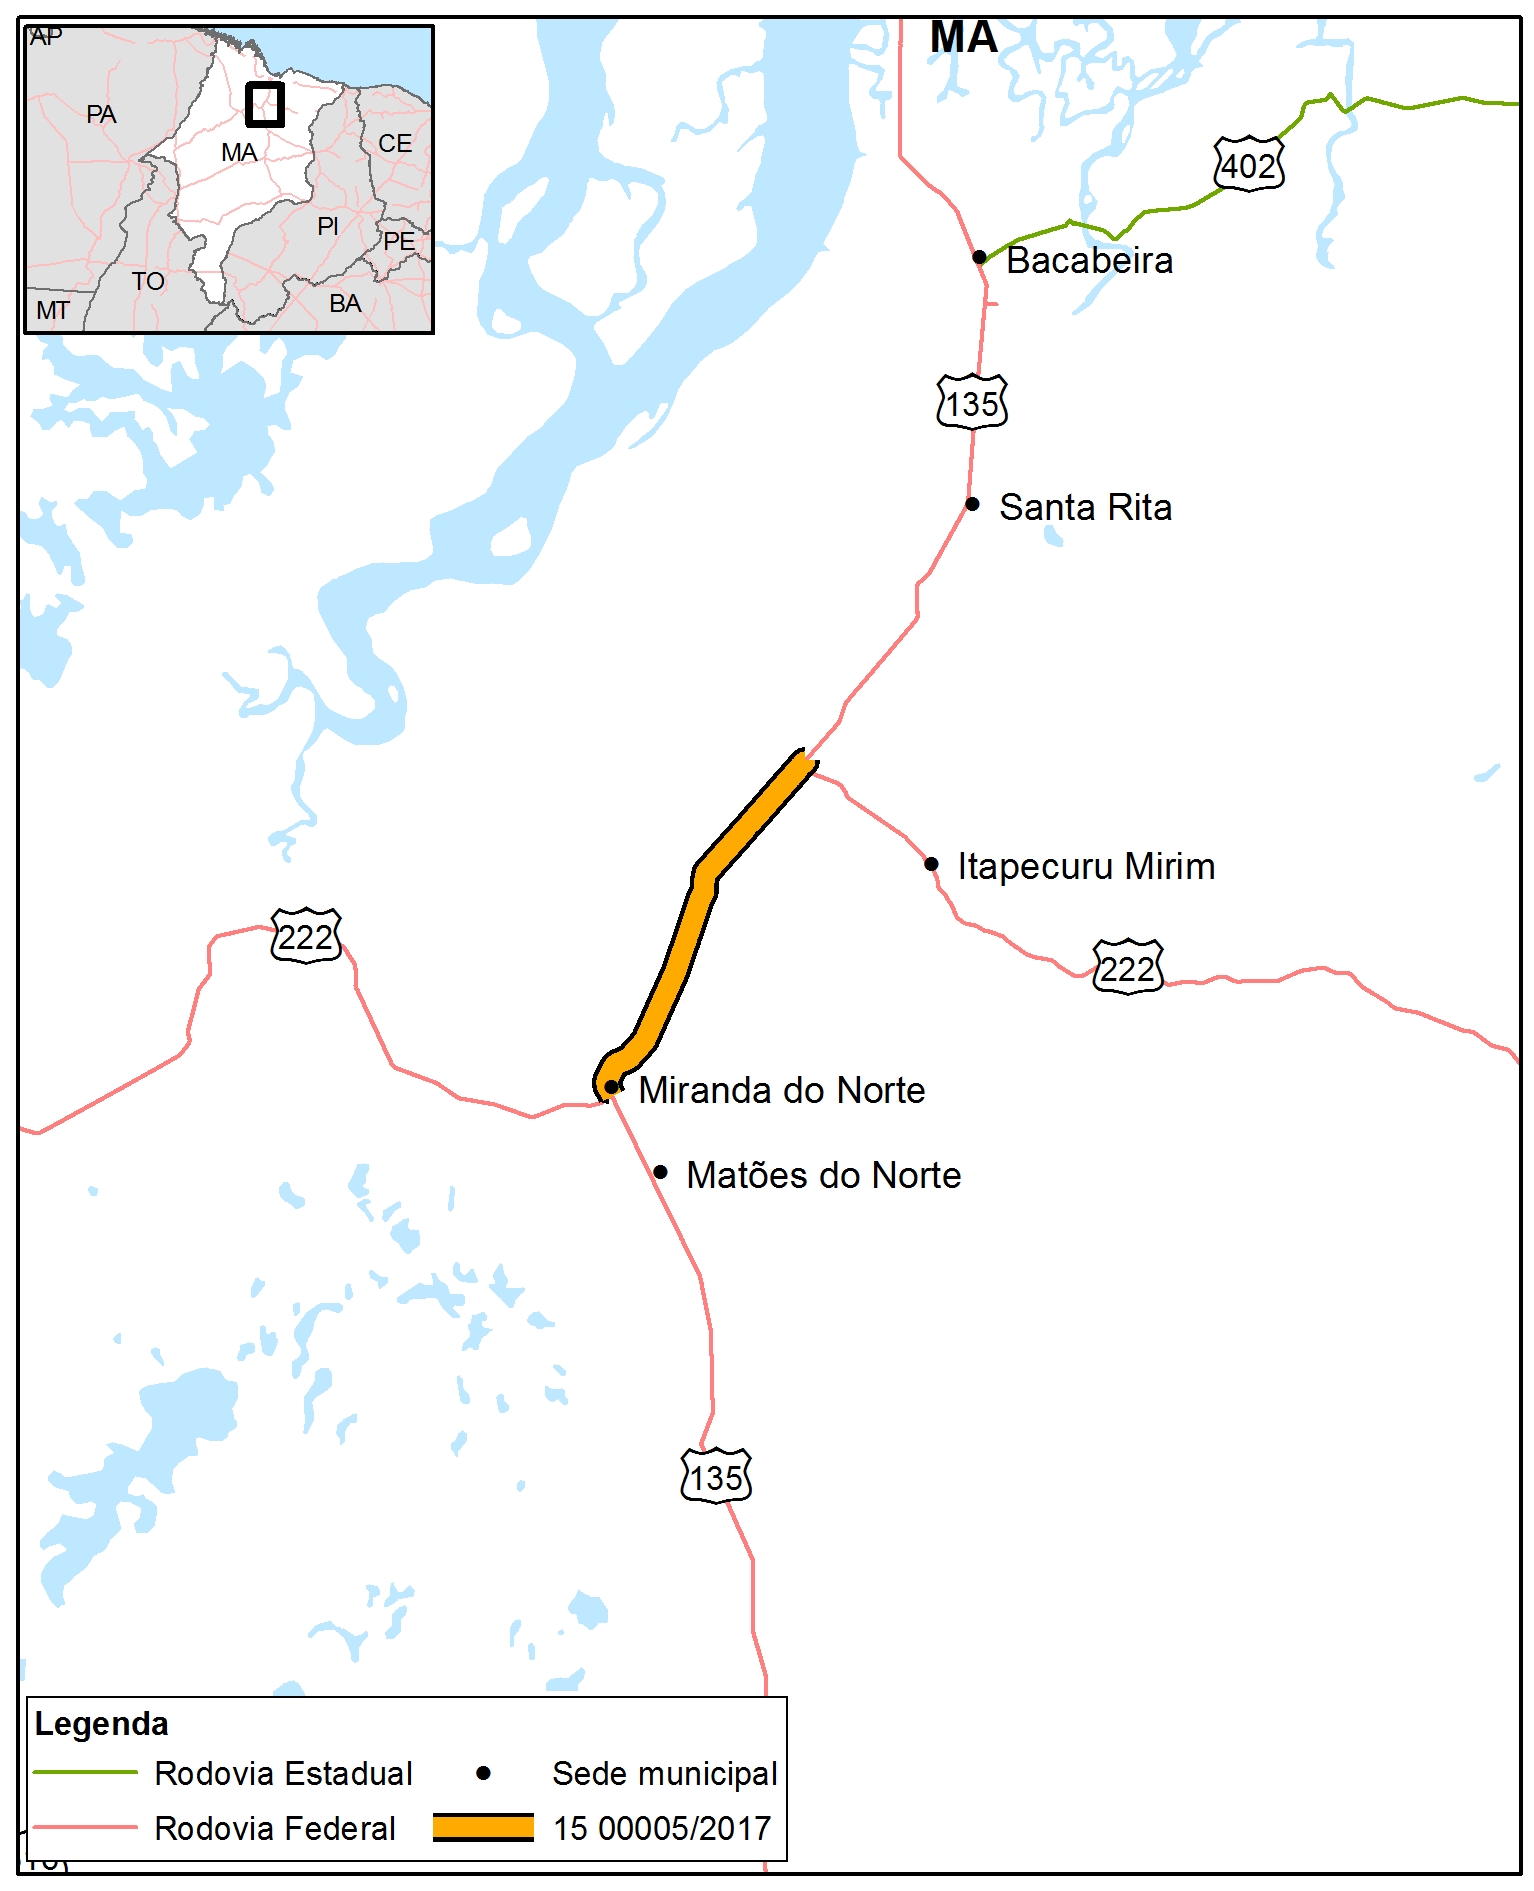 AP
PA
MA
CE
PI
PE
TO
BA
MT
MA
402
Bacabeira
135
Santa Rita
Itapecuru Mirim
222
222
Miranda do Norte
Matões do Norte
135
Legenda
Rodovia Estadual
Sede municipal
Rodovia Federal
15 00005/2017